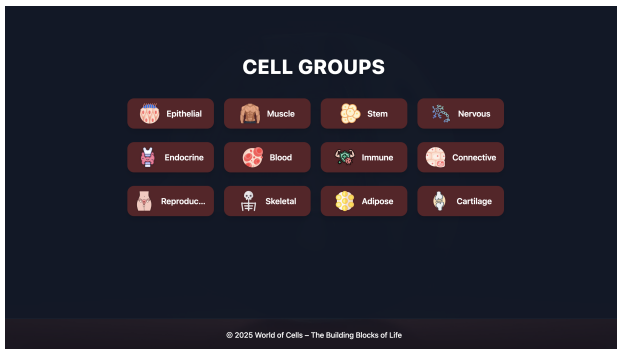 CELL GROUPS
Epithelial Muscle Stem Nervous
Endocrine Blood Immune Connective
Reproduc... Skeletal Adipose Cartilage
© 2025 World of Cells – The Building Blocks of Life